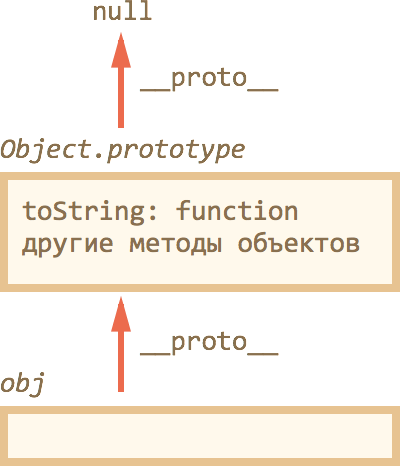 null
__proto__
Object.prototype
toString: function
другие методы объектов
__proto__
obj